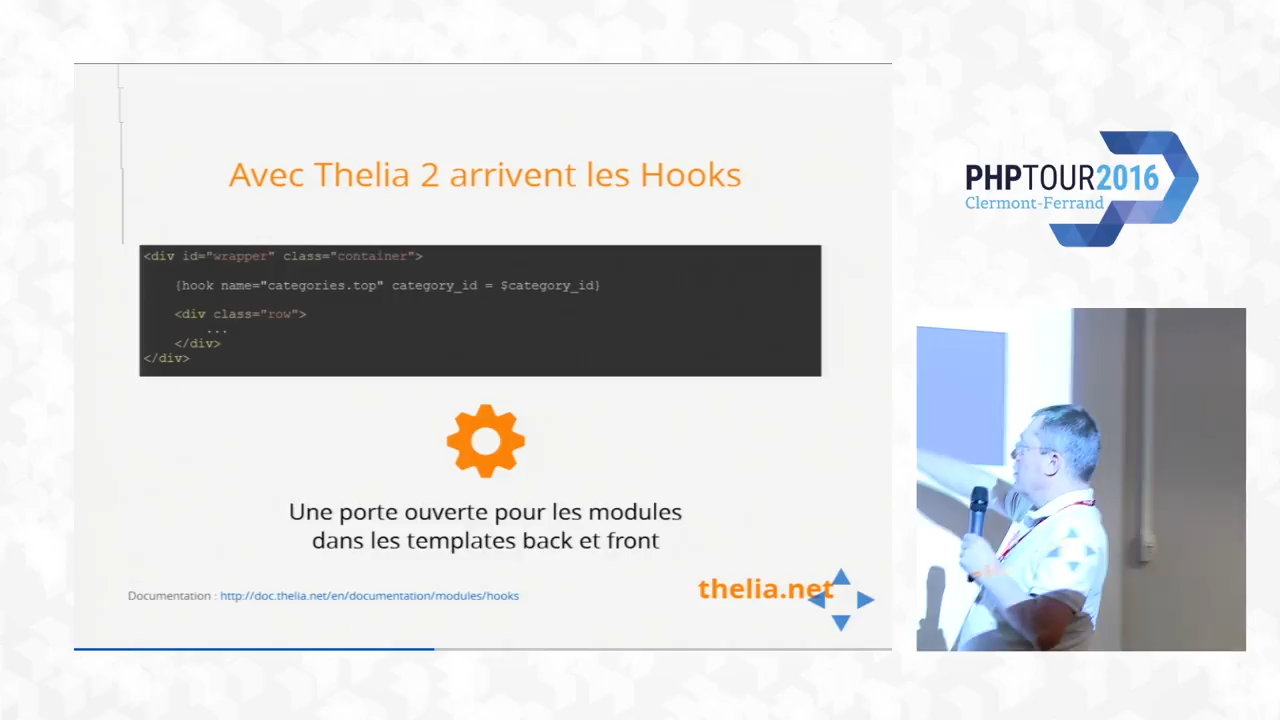 Avec Thelia 2 arrivent les Hooks
<div id="wrapper" class="container">
{hook name="categories.top" category_id = $category_id}
<div class="row">
...
</div>
</div>
Une porte ouverte pour les modules
dans les templates back et front
Documentation : http://doc.thelia.net/en/documentation/modules/hooks
thelia.net
PHPTOUR2016
Clermont-Ferrand